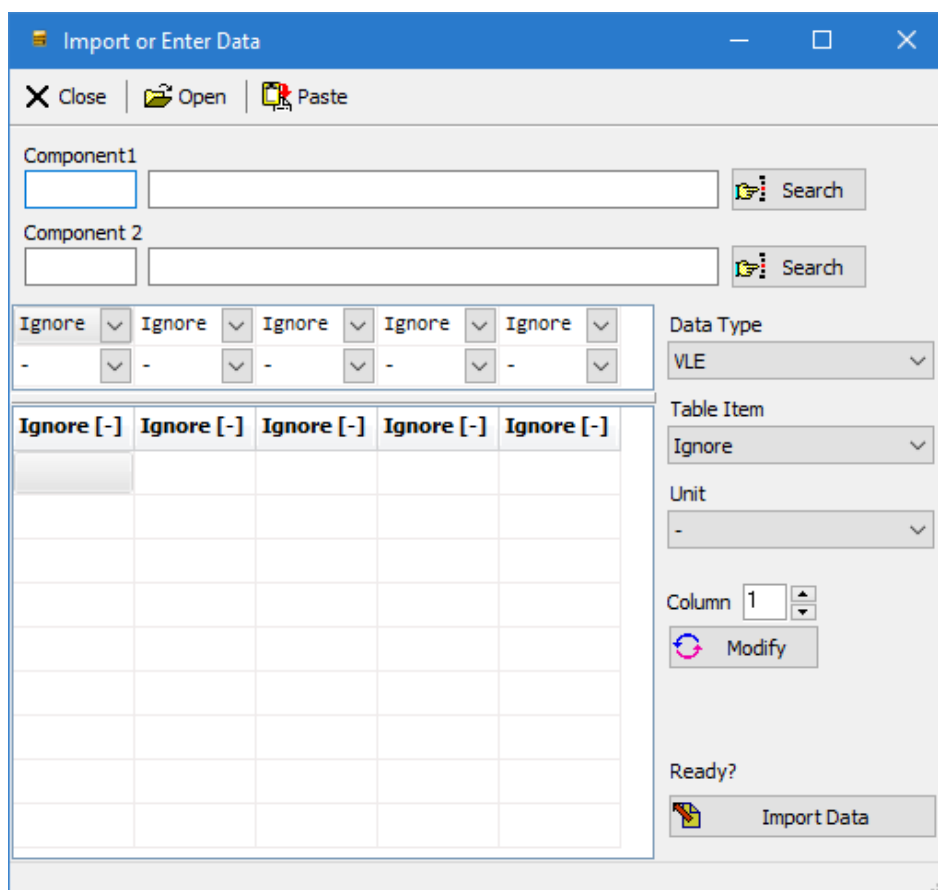 Import or Enter Data
Close Open Paste
Component1
Search
Component 2
Search
Ignore Ignore Ignore Ignore Ignore
- - - - -
Ignore [-] Ignore [-] Ignore [-] Ignore [-] Ignore [-]
Data Type
VLE
Table Item
Ignore
Unit
-
Column 1
Modify
Ready?
Import Data